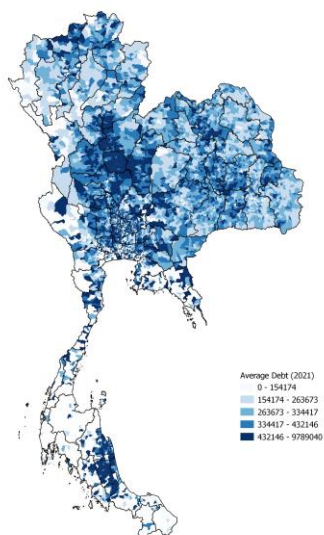 Average Debt (2021)
0 - 154174
154174 - 263673
263673 - 334417
334417 - 432146
432146 - 9789040